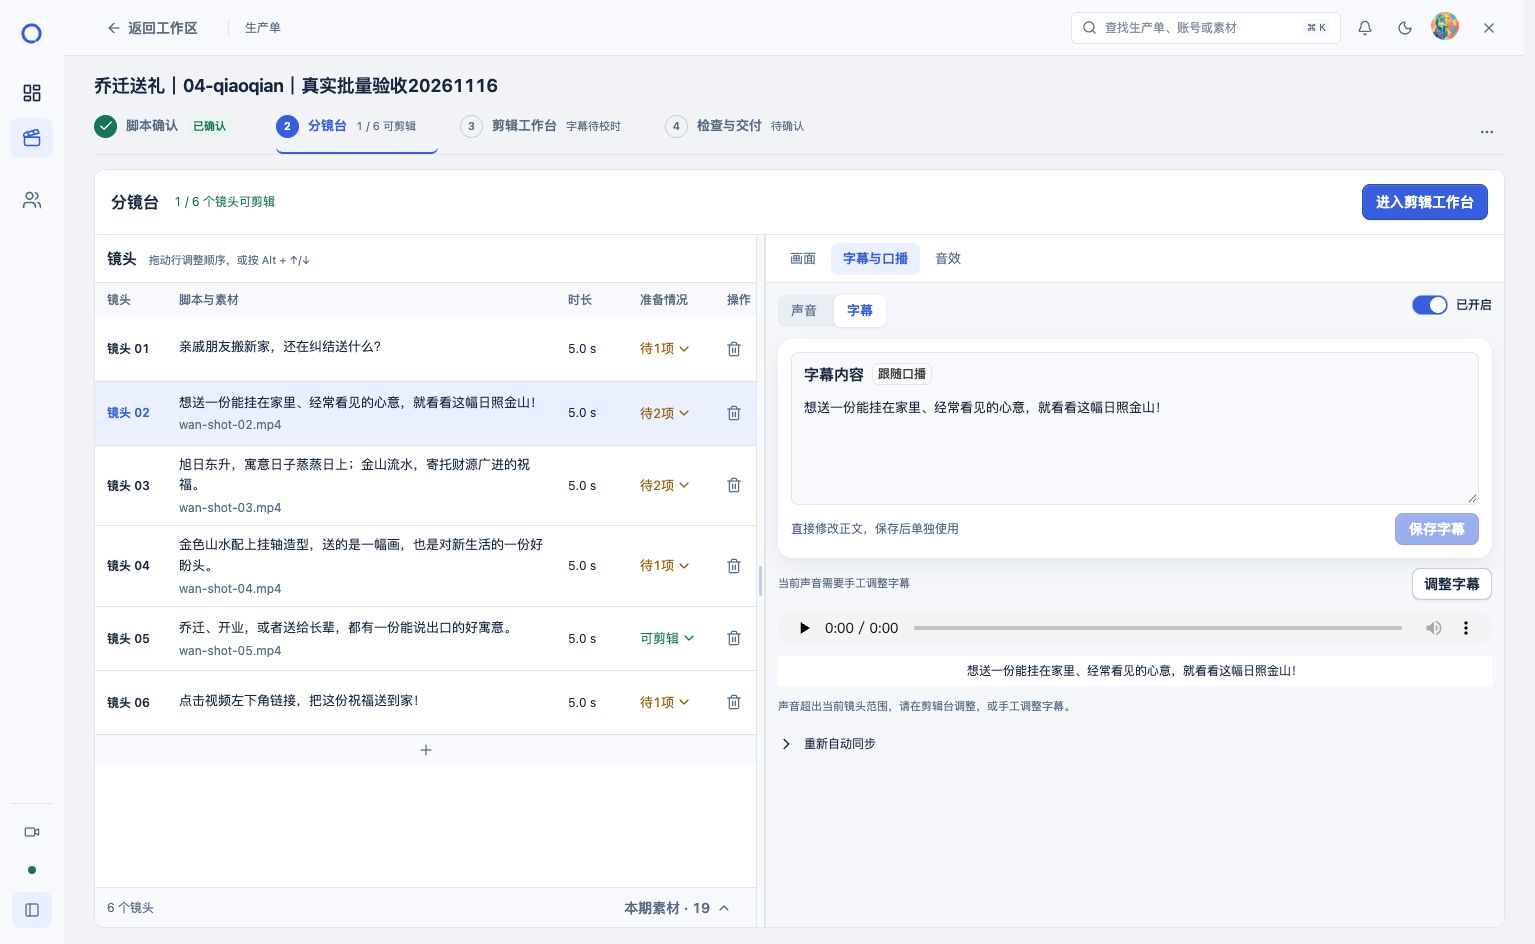 返回工作区
生产单
查找生产单、账号或素材
⌘ K
乔迁送礼｜04-qiaoqian｜真实批量验收20261116
脚本确认 已确认
2 分镜台 1 / 6 可剪辑
3 剪辑工作台 字幕待校时
4 检查与交付 待确认
分镜台 1 / 6 个镜头可剪辑
进入剪辑工作台
镜头 拖动行调整顺序，或按 Alt + ↑/↓
镜头 脚本与素材 时长 准备情况 操作
镜头 01 亲戚朋友搬新家，还在纠结送什么？ 5.0 s 待1项
镜头 02 想送一份能挂在家里、经常看见的心意，就看看这幅日照金山！ 5.0 s 待2项
wan-shot-02.mp4
镜头 03 旭日东升，寓意日子蒸蒸日上；金山流水，寄托财源广进的祝 5.0 s 待2项
福。
wan-shot-03.mp4
镜头 04 金色山水配上挂轴造型，送的是一幅画，也是对新生活的一份好 5.0 s 待1项
盼头。
wan-shot-04.mp4
镜头 05 乔迁、开业，或者送给长辈，都有一份能说出口的好寓意。 5.0 s 可剪辑
wan-shot-05.mp4
镜头 06 点击视频左下角链接，把这份祝福送到家！ 5.0 s 待1项
6 个镜头
本期素材 · 19
画面 字幕与口播 音效
声音 字幕
已开启
字幕内容 跟随口播
想送一份能挂在家里、经常看见的心意，就看看这幅日照金山！
直接修改正文，保存后单独使用
保存字幕
当前声音需要手工调整字幕
调整字幕
0:00 / 0:00
想送一份能挂在家里、经常看见的心意，就看看这幅日照金山！
声音超出当前镜头范围，请在剪辑台调整，或手工调整字幕。
重新自动同步